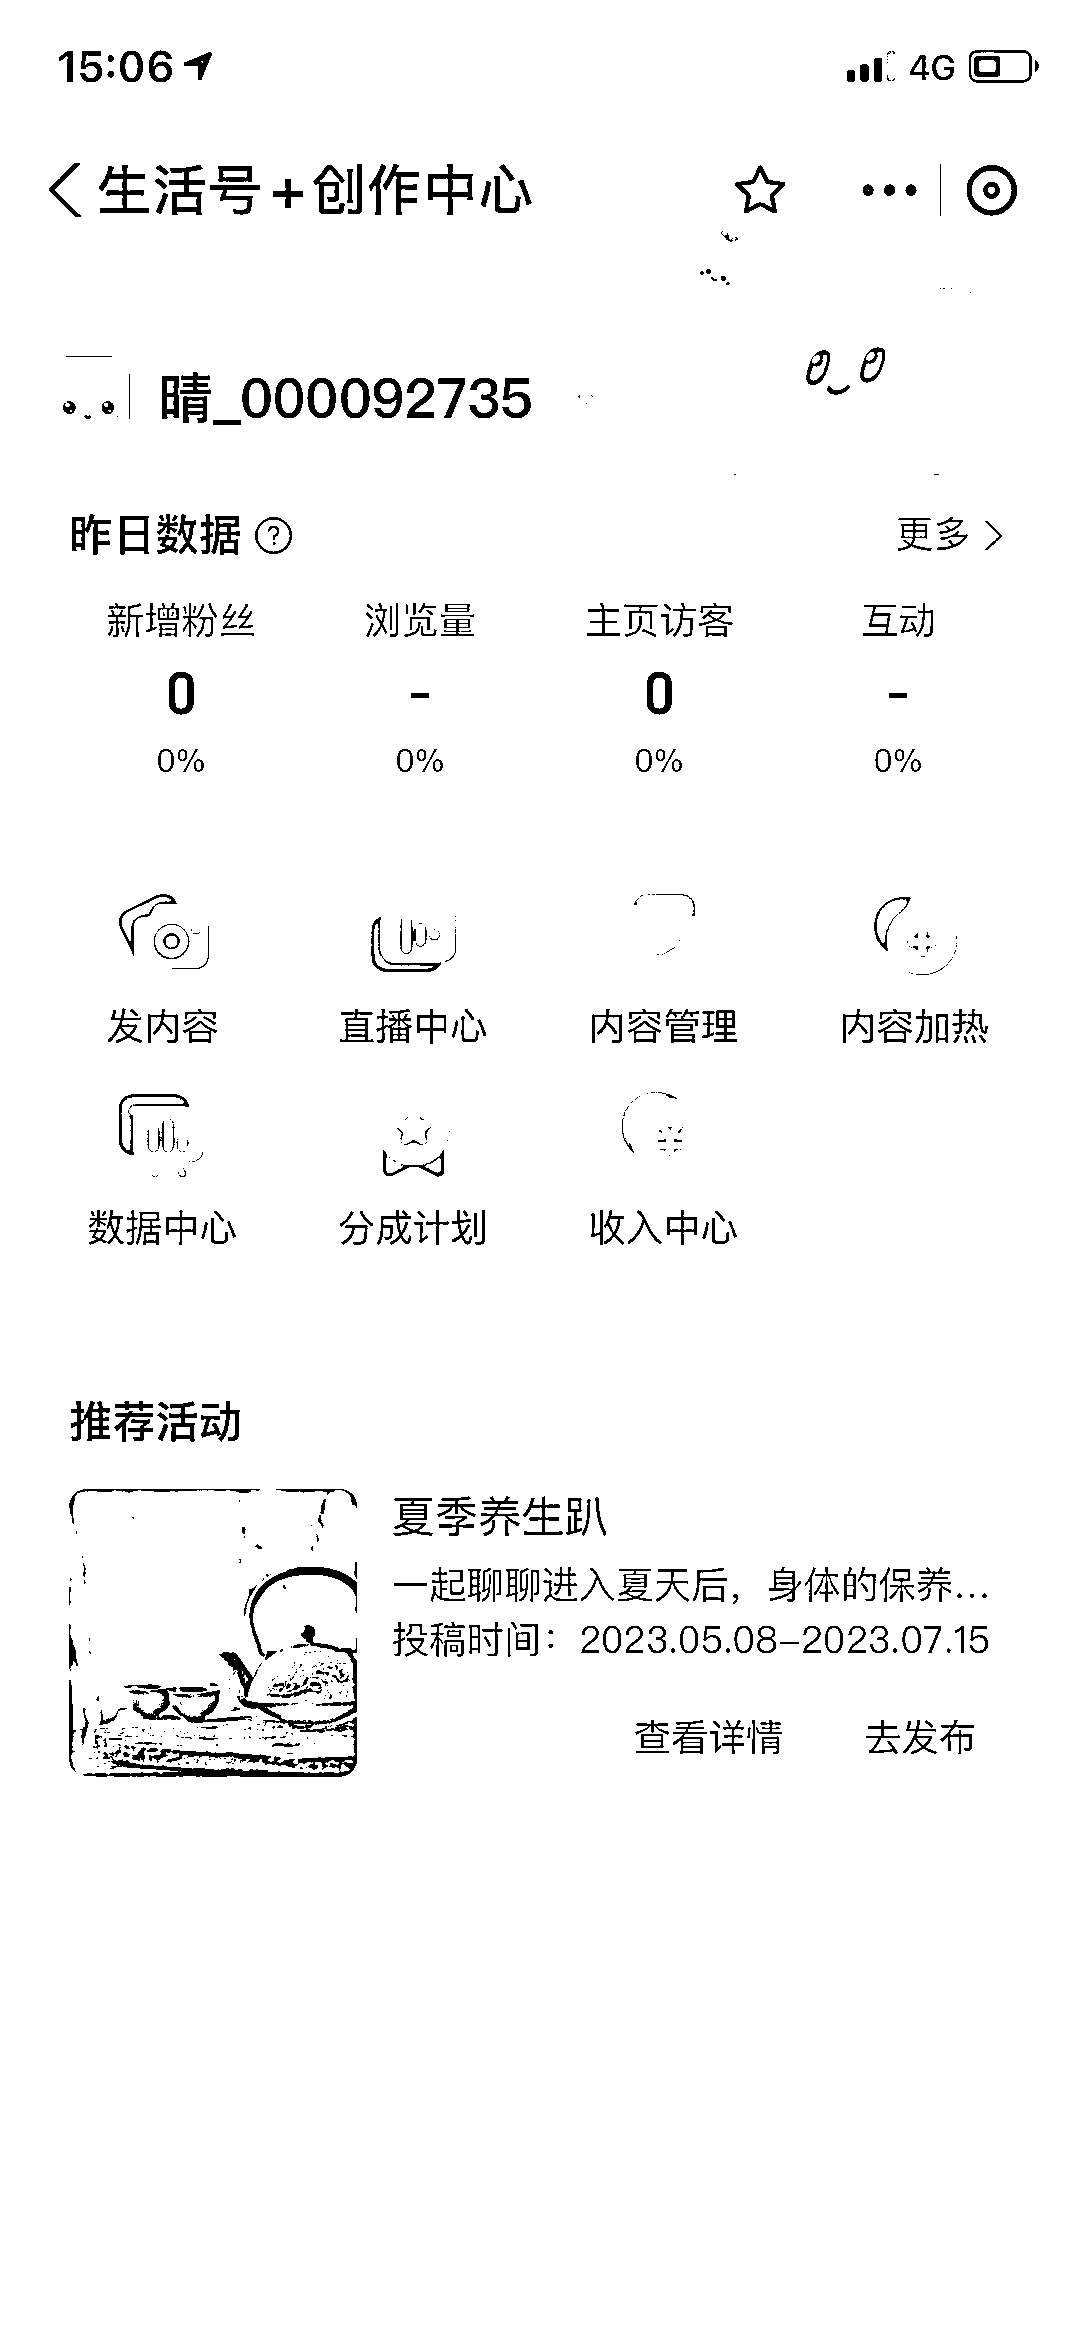 15:06 4G
生活号+创作中心
晴_000092735
昨日数据 更多
新增粉丝 浏览量 主页访客 互动
0 - 0 -
0% 0% 0% 0%
发内容 直播中心 内容管理 内容加热
数据中心 分成计划 收入中心
推荐活动
夏季养生趴
一起聊聊进入夏天后，身体的保养...
投稿时间：2023.05.08-2023.07.15
查看详情 去发布